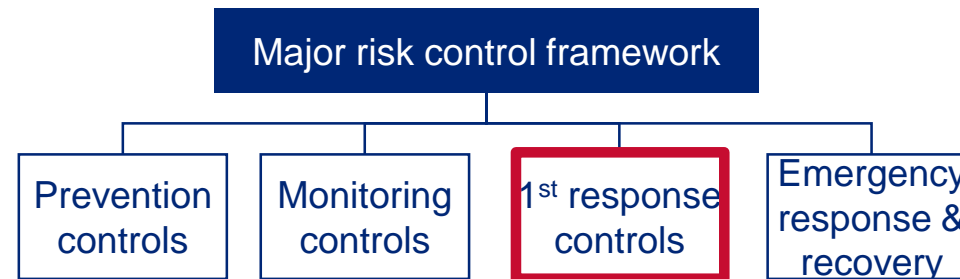 Major risk control framework
Prevention
controls
Monitoring
controls
1st response
controls
Emergency
response &
recovery